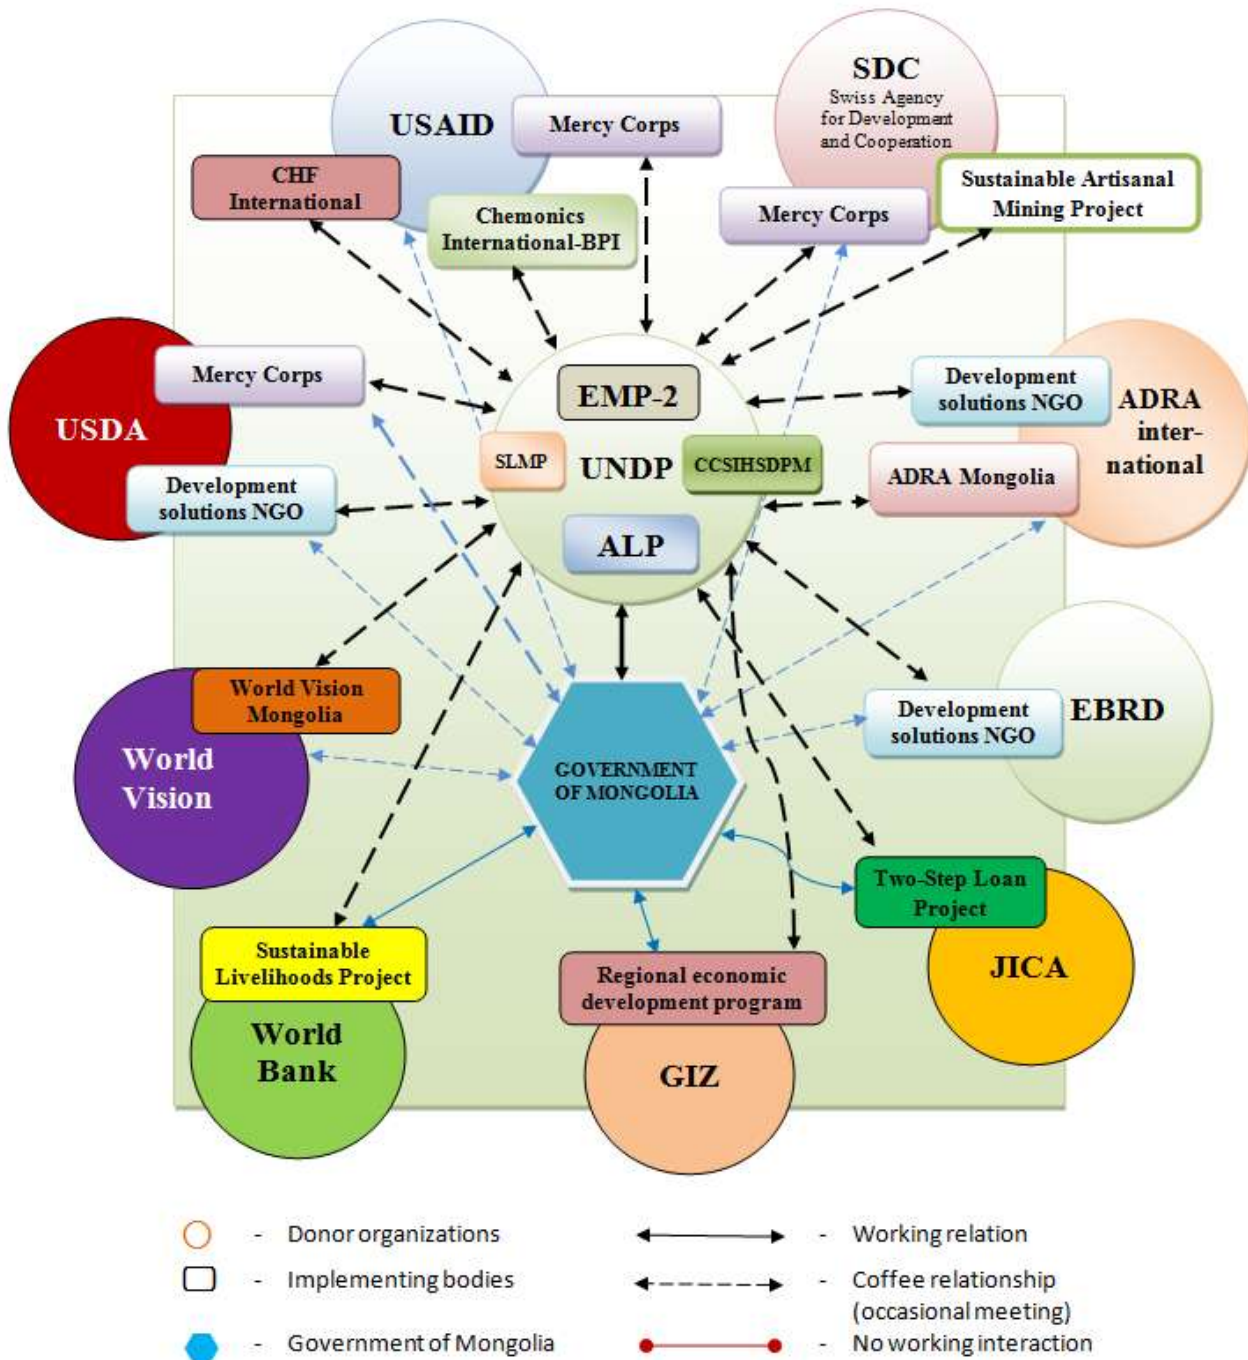 USAID
Mercy Corps
CHF
International
Chemonics
International-BPI
SDC
Swiss Agency
for Development
and Cooperation
Mercy Corps
Sustainable Artisanal
Mining Project
USDA
Mercy Corps
Development
solutions NGO
EMP-2
SLMP
UNDP
CCSIHSDPM
ALP
Development
solutions NGO
ADRA
inter-
national
ADRA Mongolia
World Vision
Mongolia
World
Vision
GOVERNMENT
OF MONGOLIA
Development
solutions NGO
EBRD
Two-Step Loan
Project
JICA
Sustainable
Livelihoods Project
World
Bank
Regional economic
development program
GIZ
- Donor organizations
- Implementing bodies
- Government of Mongolia
- Working relation
- Coffee relationship
(occasional meeting)
- No working interaction